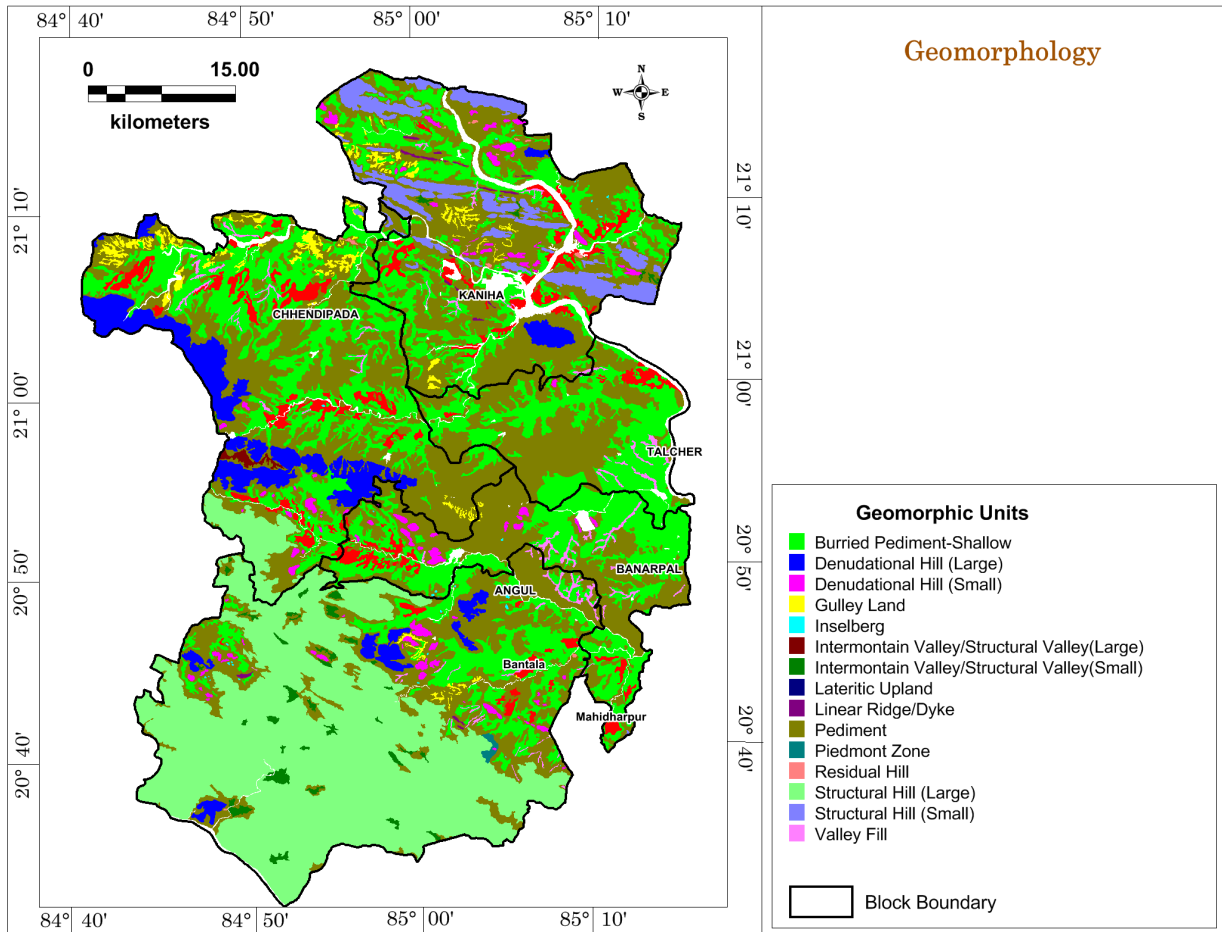 84° 40' 84° 50' 85° 00' 85° 10'
Geomorphology
0 15.00
kilometers
N
W E
S
21° 10'
21° 10'
KANIHA
CHHENDIPADA
21° 00'
21° 00'
TALCHER
Geomorphic Units
Burried Pediment-Shallow
Denudational Hill (Large)
Denudational Hill (Small)
Gulley Land
Inselberg
Intermontain Valley/Structural Valley(Large)
Intermontain Valley/Structural Valley(Small)
Lateritic Upland
Linear Ridge/Dyke
Pediment
Piedmont Zone
Residual Hill
Structural Hill (Large)
Structural Hill (Small)
Valley Fill
Block Boundary
20° 50'
20° 50'
BANARPAL
ANGUL
Bantala
Mahidharpur
20° 40'
20° 40'
84° 40' 84° 50' 85° 00' 85° 10'